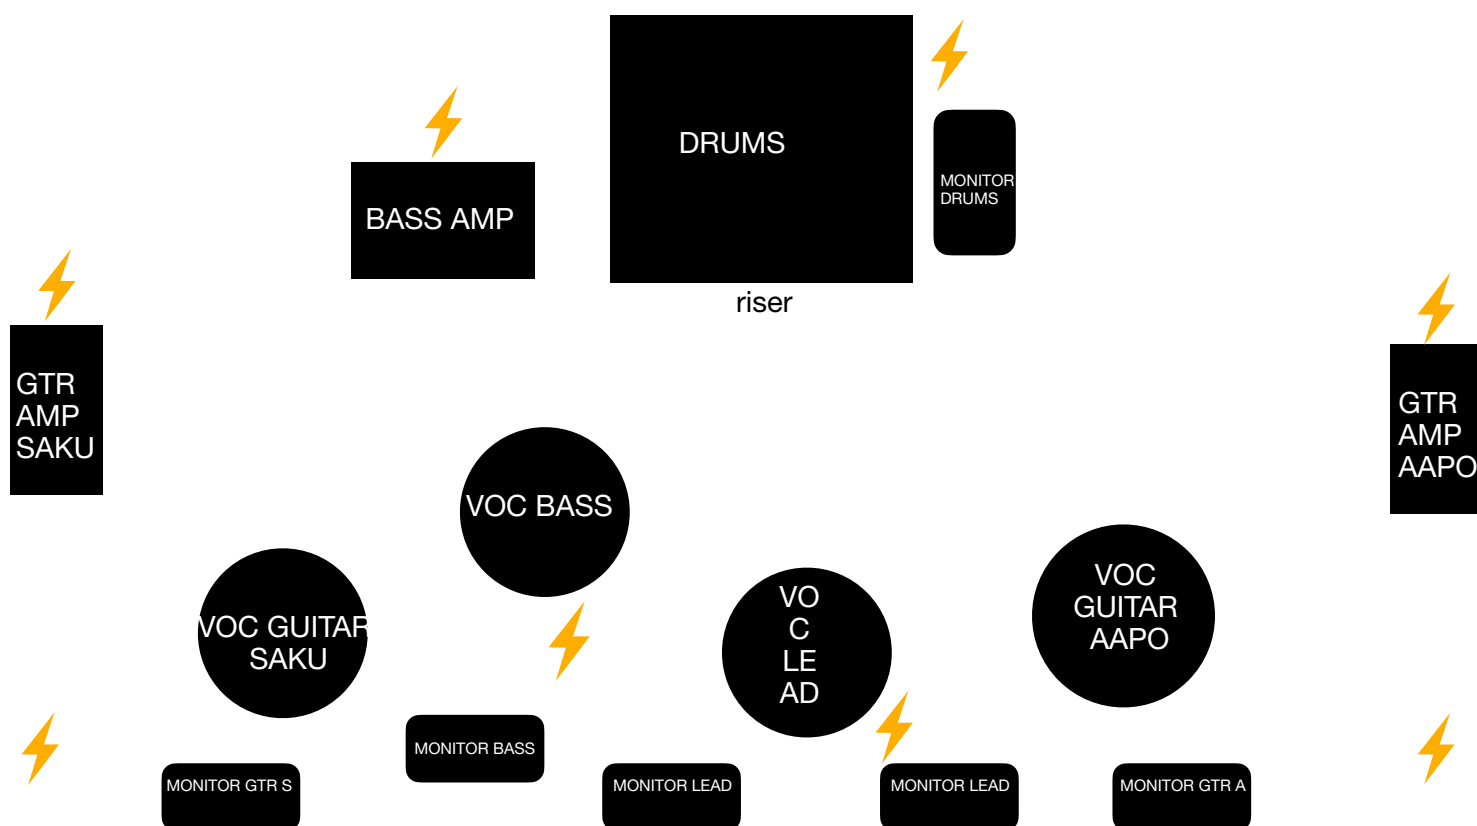 DRUMS
MONITOR
DRUMS
BASS AMP
riser
GTR
AMP
SAKU
GTR
AMP
AAPO
VOC BASS
VOC GUITAR
SAKU
VO
C
LE
AD
VOC
GUITAR
AAPO
MONITOR BASS
MONITOR GTR S
MONITOR LEAD
MONITOR LEAD
MONITOR GTR A